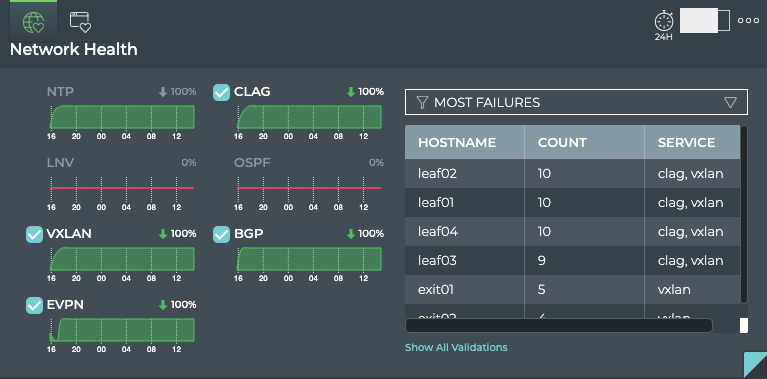 24H
Network Health
NTP 100%
16 20 00 04 08 12
CLAG 100%
16 20 00 04 08 12
LNV 0%
16 20 00 04 08 12
OSPF 0%
16 20 00 04 08 12
VXLAN 100%
16 20 00 04 08 12
BGP 100%
16 20 00 04 08 12
EVPN 100%
16 20 00 04 08 12
MOST FAILURES
HOSTNAME COUNT SERVICE
leaf02 10 clag, vxlan
leaf01 10 clag, vxlan
leaf04 10 clag, vxlan
leaf03 9 clag, vxlan
exit01 5 vxlan
exit02 4 vxlan
Show All Validations